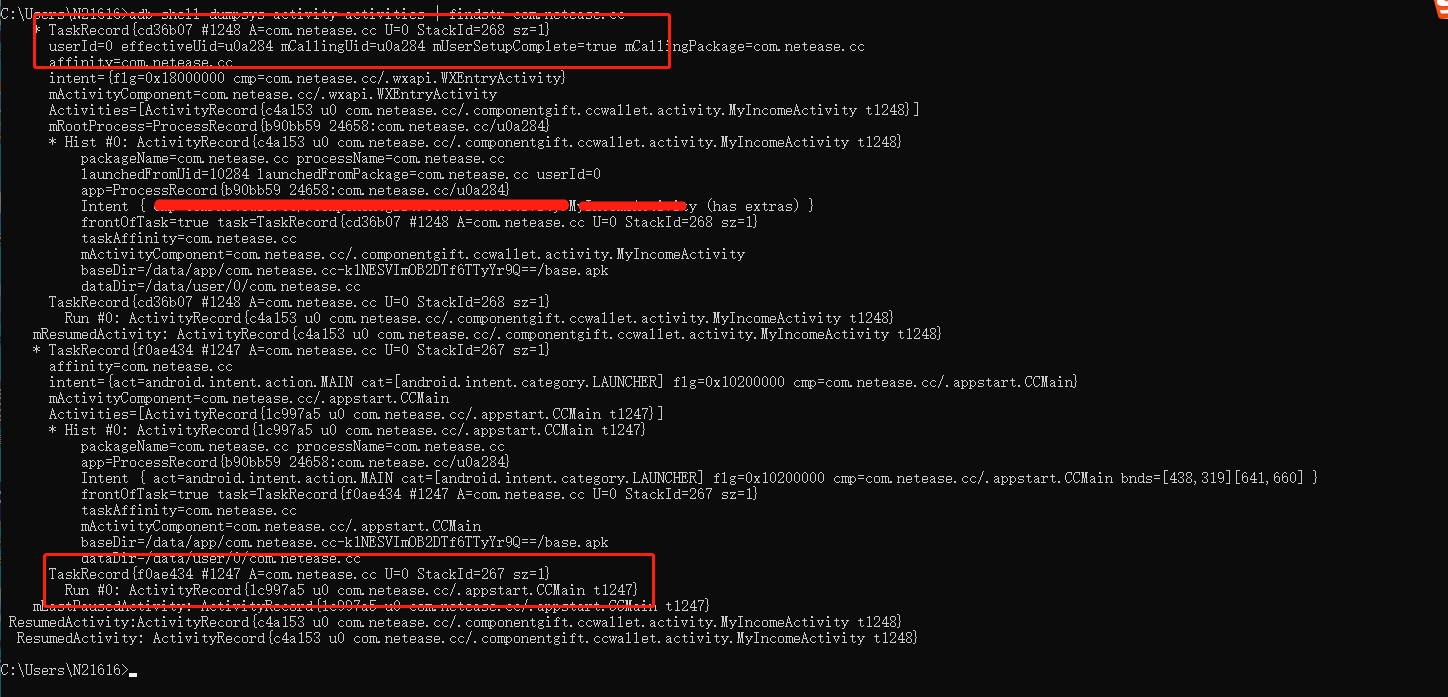 C:\Users\N21616>adb shell dumpsys activity activities | findstr com.netease.cc
* TaskRecord{cd36b07 #1248 A=com.netease.cc U=0 StackId=268 sz=1}
userId=0 effectiveUid=u0a284 mCallingUid=u0a284 mUserSetupComplete=true mCallingPackage=com.netease.cc
affinity=com.netease.cc
intent={flg=0x18000000 cmp=com.netease.cc/.wxapi.WXEntryActivity}
mActivityComponent=com.netease.cc/.wxapi.WXEntryActivity
Activities=[ActivityRecord{c4a153 u0 com.netease.cc/.componentgift.ccwallet.activity.MyIncomeActivity t1248}]
mRootProcess=ProcessRecord{b90bb59 24658:com.netease.cc/u0a284}
* Hist #0: ActivityRecord{c4a153 u0 com.netease.cc/.componentgift.ccwallet.activity.MyIncomeActivity t1248}
packageName=com.netease.cc processName=com.netease.cc
launchedFromUid=10284 launchedFromPackage=com.netease.cc userId=0
app=ProcessRecord{b90bb59 24658:com.netease.cc/u0a284}
Intent { (has extras) }
frontOfTask=true task=TaskRecord{cd36b07 #1248 A=com.netease.cc U=0 StackId=268 sz=1}
taskAffinity=com.netease.cc
mActivityComponent=com.netease.cc/.componentgift.ccwallet.activity.MyIncomeActivity
baseDir=/data/app/com.netease.cc-k1NESVImOB2DTf6TTyYr9Q==/base.apk
dataDir=/data/user/0/com.netease.cc
TaskRecord{cd36b07 #1248 A=com.netease.cc U=0 StackId=268 sz=1}
Run #0: ActivityRecord{c4a153 u0 com.netease.cc/.componentgift.ccwallet.activity.MyIncomeActivity t1248}
mResumedActivity: ActivityRecord{c4a153 u0 com.netease.cc/.componentgift.ccwallet.activity.MyIncomeActivity t1248}
* TaskRecord{f0ae434 #1247 A=com.netease.cc U=0 StackId=267 sz=1}
affinity=com.netease.cc
intent={act=android.intent.action.MAIN cat=[android.intent.category.LAUNCHER] flg=0x10200000 cmp=com.netease.cc/.appstart.CCMain}
mActivityComponent=com.netease.cc/.appstart.CCMain
Activities=[ActivityRecord{1c997a5 u0 com.netease.cc/.appstart.CCMain t1247}]
* Hist #0: ActivityRecord{1c997a5 u0 com.netease.cc/.appstart.CCMain t1247}
packageName=com.netease.cc processName=com.netease.cc
app=ProcessRecord{b90bb59 24658:com.netease.cc/u0a284}
Intent { act=android.intent.action.MAIN cat=[android.intent.category.LAUNCHER] flg=0x10200000 cmp=com.netease.cc/.appstart.CCMain bnds=[438,319][641,660] }
frontOfTask=true task=TaskRecord{f0ae434 #1247 A=com.netease.cc U=0 StackId=267 sz=1}
taskAffinity=com.netease.cc
mActivityComponent=com.netease.cc/.appstart.CCMain
baseDir=/data/app/com.netease.cc-k1NESVImOB2DTf6TTyYr9Q==/base.apk
dataDir=/data/user/0/com.netease.cc
TaskRecord{f0ae434 #1247 A=com.netease.cc U=0 StackId=267 sz=1}
Run #0: ActivityRecord{1c997a5 u0 com.netease.cc/.appstart.CCMain t1247}
mLastPausedActivity: ActivityRecord{1c997a5 u0 com.netease.cc/.appstart.CCMain t1247}
ResumedActivity:ActivityRecord{c4a153 u0 com.netease.cc/.componentgift.ccwallet.activity.MyIncomeActivity t1248}
ResumedActivity: ActivityRecord{c4a153 u0 com.netease.cc/.componentgift.ccwallet.activity.MyIncomeActivity t1248}
C:\Users\N21616>